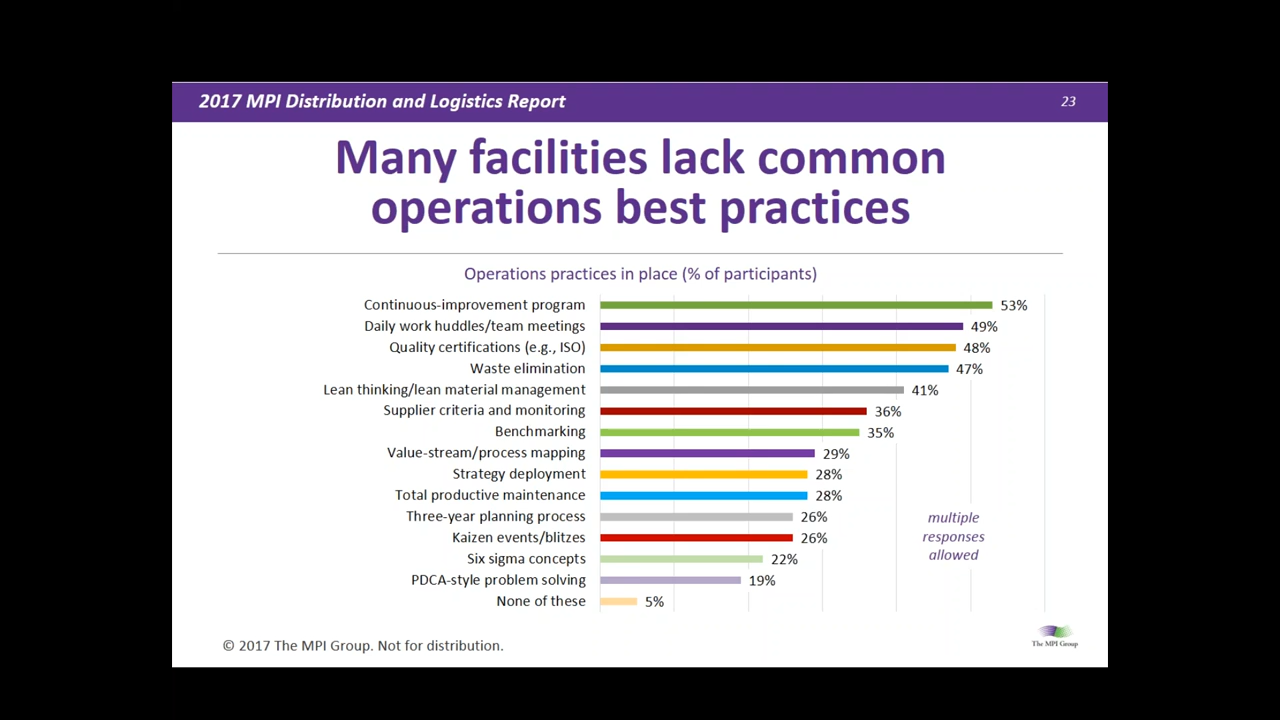 2017 MPI Distribution and Logistics Report
23
Many facilities lack common
operations best practices
Operations practices in place (% of participants)
Continuous-improvement program 53%
Daily work huddles/team meetings 49%
Quality certifications (e.g., ISO) 48%
Waste elimination 47%
Lean thinking/lean material management 41%
Supplier criteria and monitoring 36%
Benchmarking 35%
Value-stream/process mapping 29%
Strategy deployment 28%
Total productive maintenance 28%
Three-year planning process 26%
Kaizen events/blitzes 26%
Six sigma concepts 22%
PDCA-style problem solving 19%
None of these 5%
multiple
responses
allowed
© 2017 The MPI Group. Not for distribution.
The MPI Group